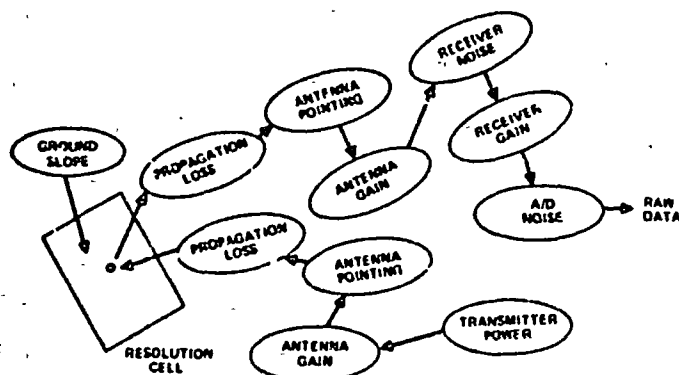 RECEIVER
NOISE
ANTENNA
POINTING
RECEIVER
GAIN
GROUND
SLOPE
PROPAGATION
LOSS
ANTENNA
GAIN
A/D
NOISE
RAW
DATA
PROPAGATION
LOSS
ANTENNA
POINTING
TRANSMITTER
POWER
ANTENNA
GAIN
RESOLUTION
CELL